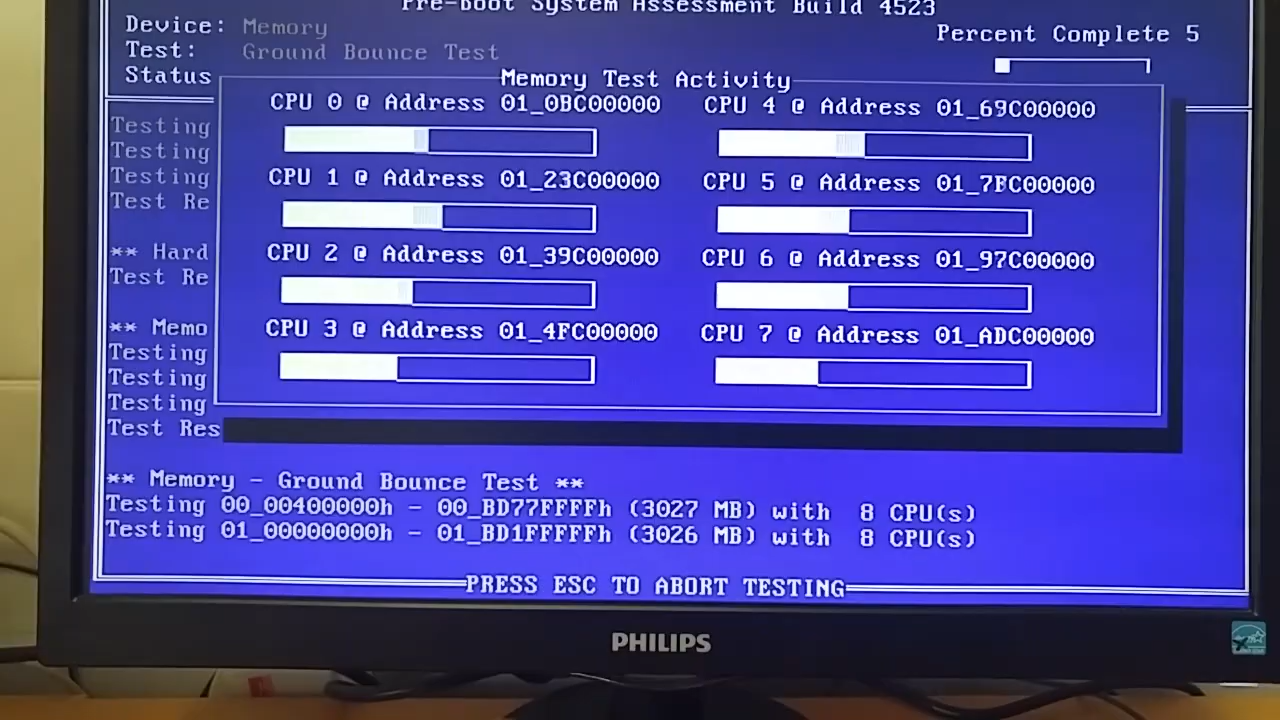 Pre-Boot System Assessment Build 4523
Device: Memory
Test: Ground Bounce Test
Percent Complete 5
Status
Memory Test Activity
CPU 0 @ Address 01_0BC00000
CPU 4 @ Address 01_69C00000
CPU 1 @ Address 01_23C00000
CPU 5 @ Address 01_7BC00000
CPU 2 @ Address 01_39C00000
CPU 6 @ Address 01_97C00000
CPU 3 @ Address 01_4FC00000
CPU 7 @ Address 01_ADC00000
Testing
Testing
Testing
Test Re
** Hard
Test Re
** Memo
Testing
Testing
Testing
Test Res
** Memory - Ground Bounce Test **
Testing 00_00400000h - 00_BD77FFFFh (3027 MB) with 8 CPU(s)
Testing 01_00000000h - 01_BD1FFFFFh (3026 MB) with 8 CPU(s)
PRESS ESC TO ABORT TESTING
PHILIPS